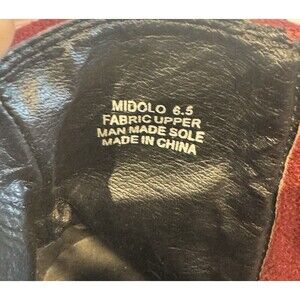 MIDOLO 6.5
FABRIC UPPER
MAN MADE SOLE
MADE IN CHINA